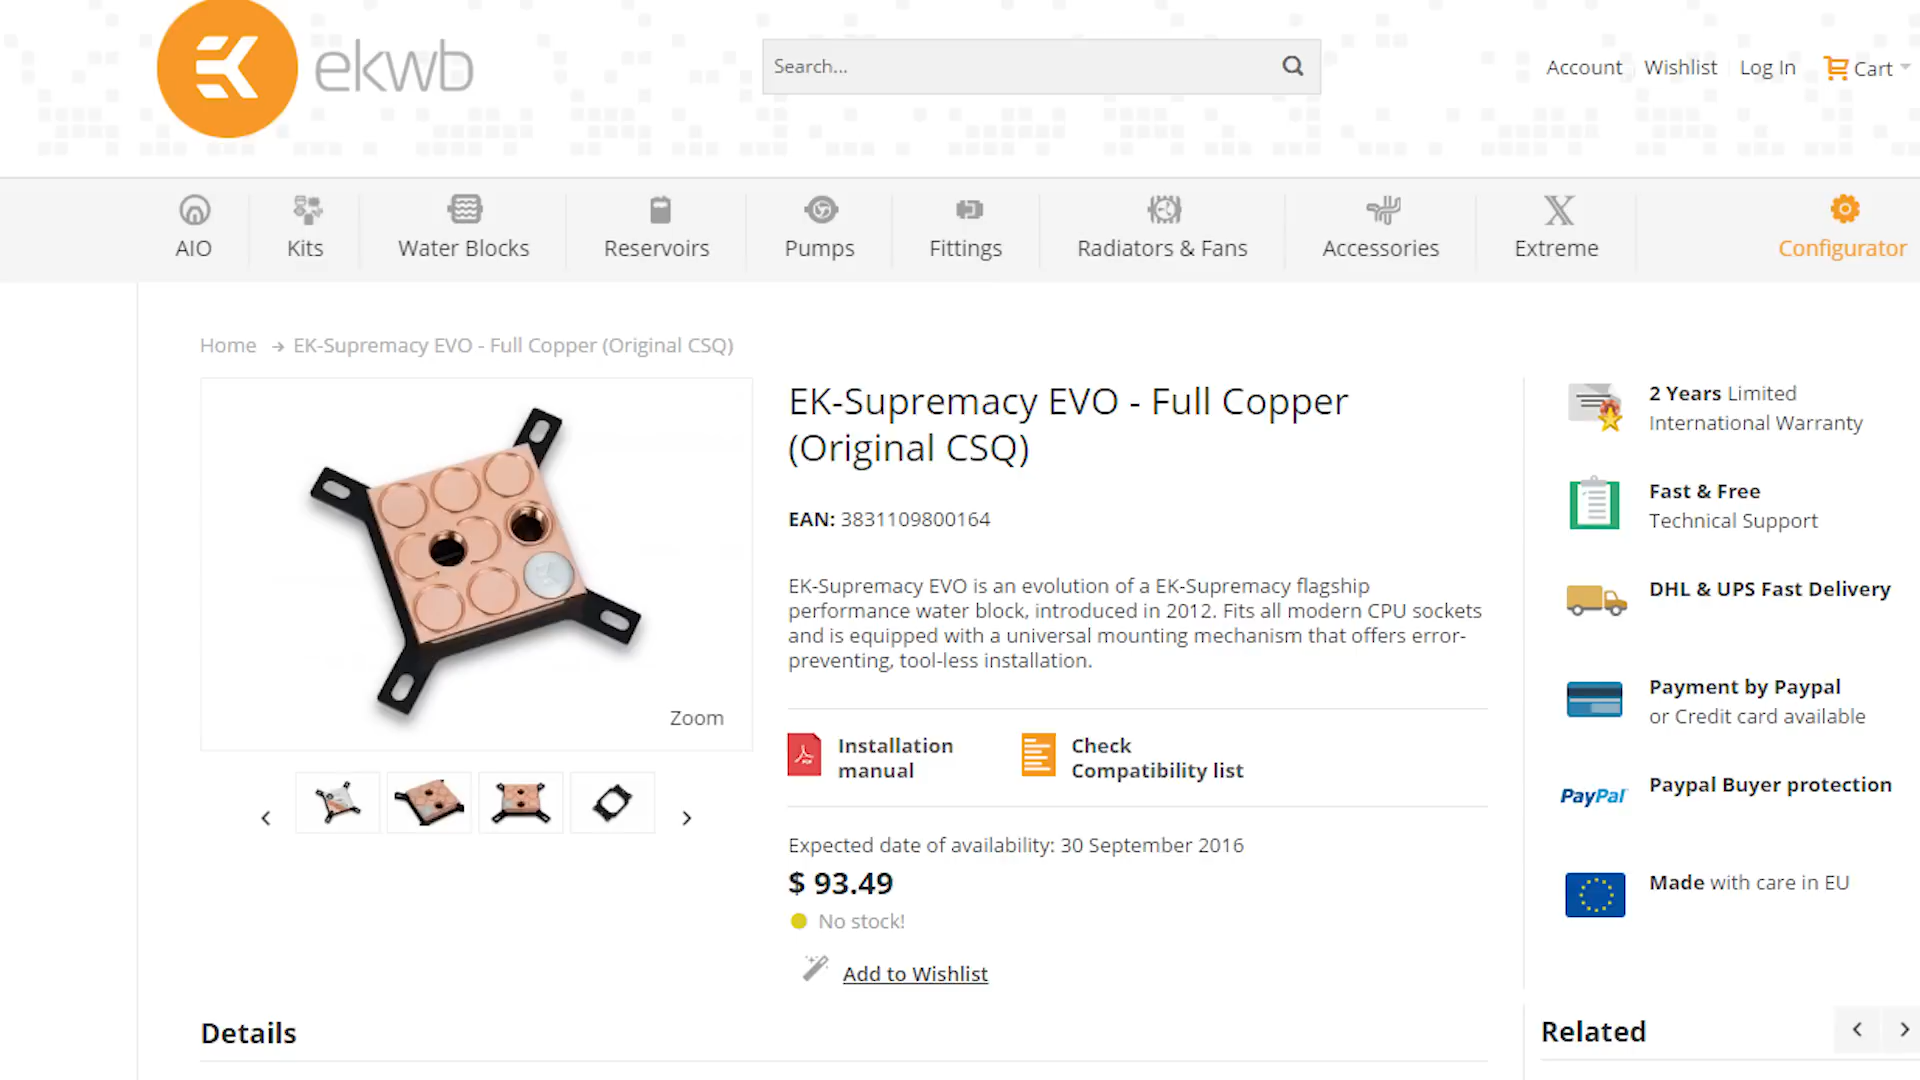 ekwb
Search...
Account
Wishlist
Log In
Cart
AIO
Kits
Water Blocks
Reservoirs
Pumps
Fittings
Radiators & Fans
Accessories
Extreme
Configurator
Home → EK-Supremacy EVO - Full Copper (Original CSQ)
Zoom
EK-Supremacy EVO - Full Copper
(Original CSQ)
EAN: 3831109800164
EK-Supremacy EVO is an evolution of a EK-Supremacy flagship
performance water block, introduced in 2012. Fits all modern CPU sockets
and is equipped with a universal mounting mechanism that offers error-
preventing, tool-less installation.
PDF
Installation
manual
Check
Compatibility list
Expected date of availability: 30 September 2016
$ 93.49
No stock!
Add to Wishlist
2 Years Limited
International Warranty
Fast & Free
Technical Support
DHL & UPS Fast Delivery
Payment by Paypal
or Credit card available
PayPal
Paypal Buyer protection
Made with care in EU
Details
Related